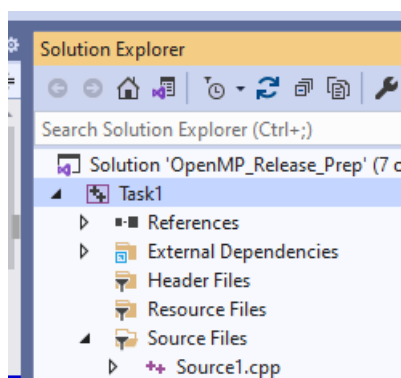 Solution Explorer
Search Solution Explorer (Ctrl+;)
Solution 'OpenMP_Release_Prep' (7 o
Task1
References
External Dependencies
Header Files
Resource Files
Source Files
Source1.cpp